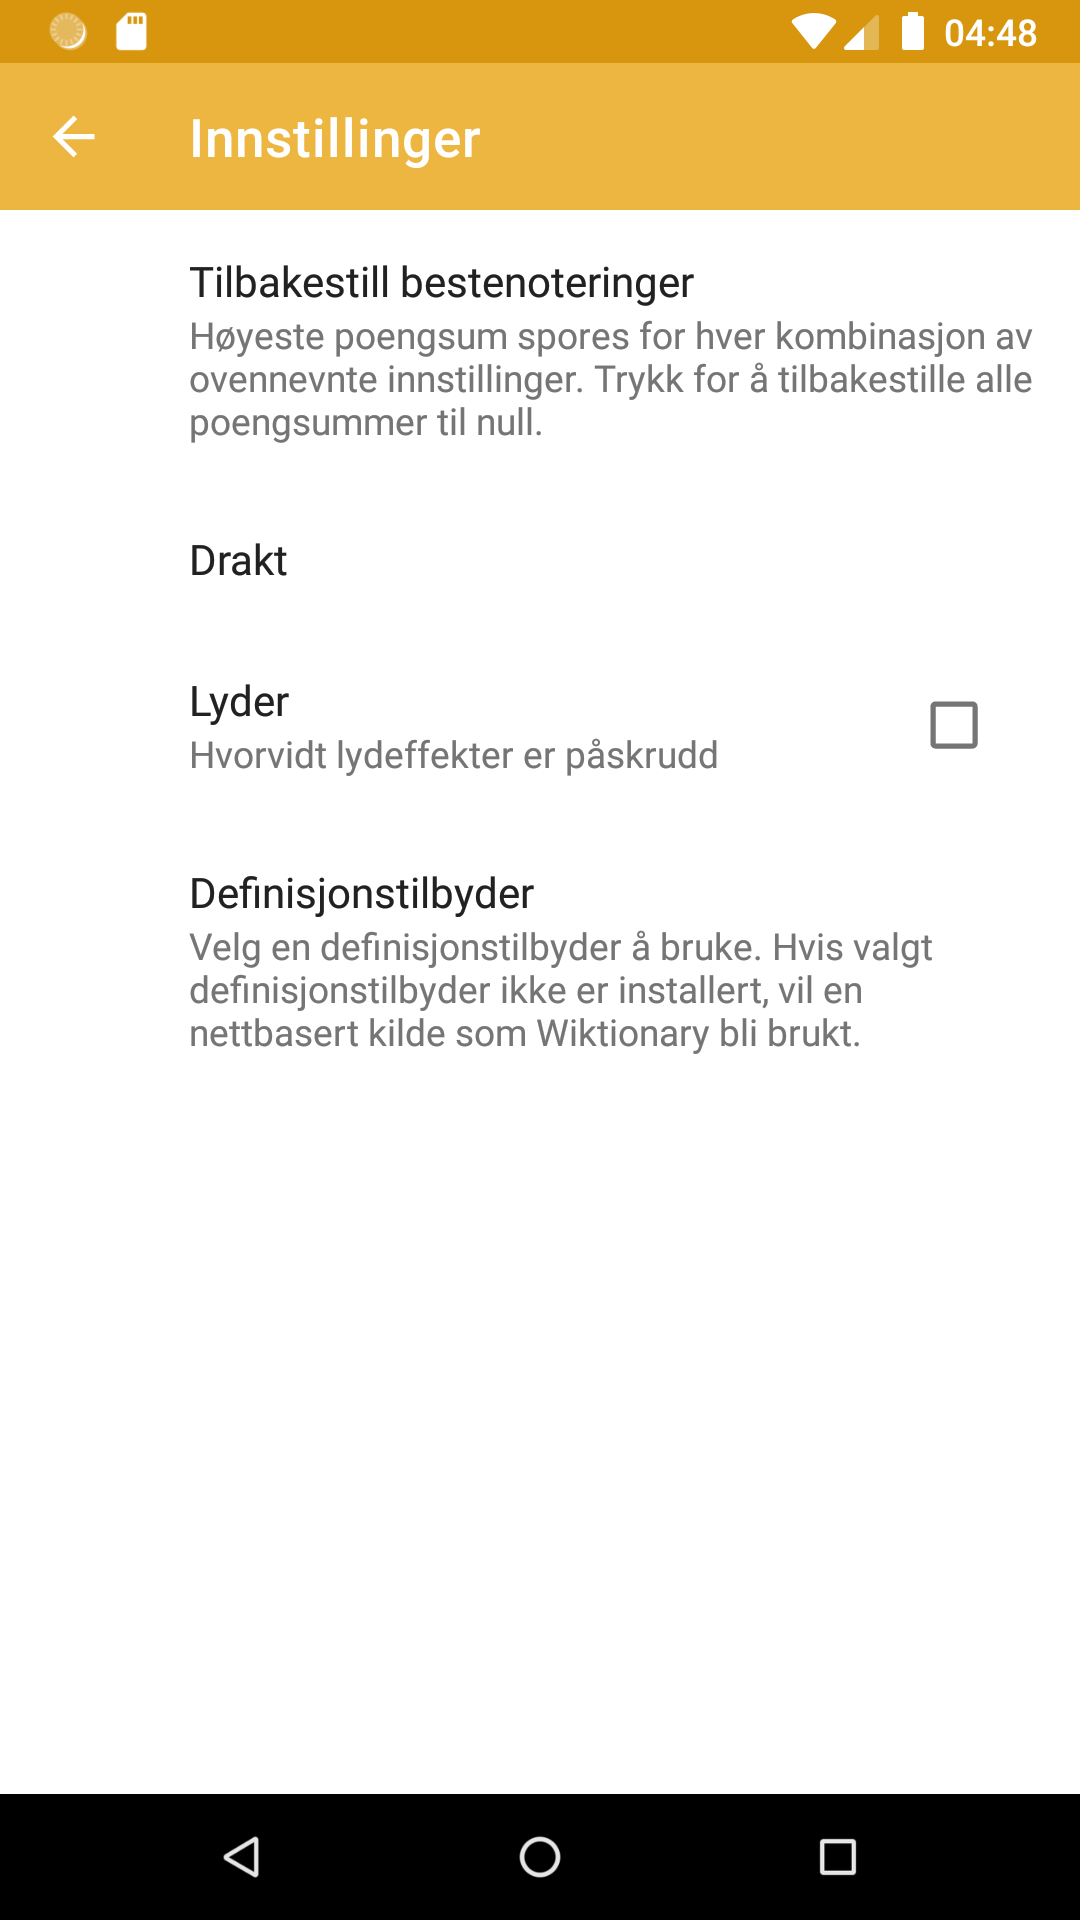 04:48
Innstillinger
Tilbakestill bestenoteringer
Høyeste poengsum spores for hver kombinasjon av
ovennevnte innstillinger. Trykk for å tilbakestille alle
poengsummer til null.
Drakt
Lyder
Hvorvidt lydeffekter er påskrudd
Definisjonstilbyder
Velg en definisjonstilbyder å bruke. Hvis valgt
definisjonstilbyder ikke er installert, vil en
nettbasert kilde som Wiktionary bli brukt.